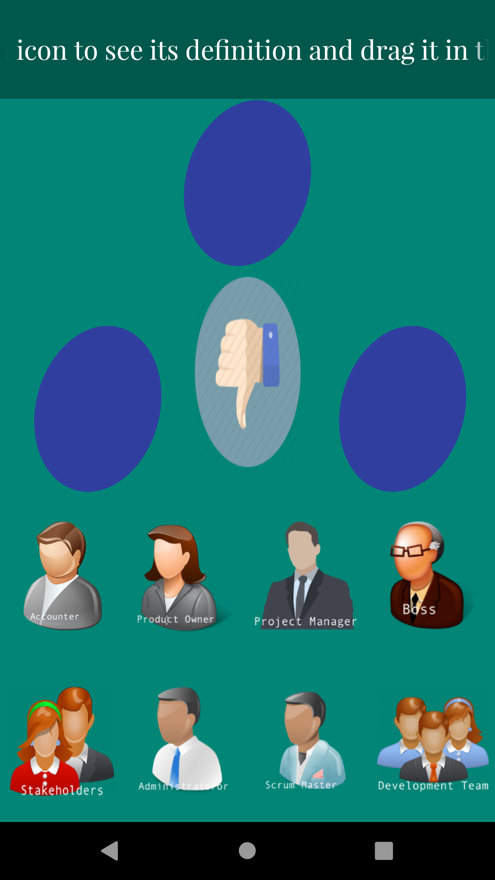 icon to see its definition and drag it in
Accounter
Product Owner
Project Manager
Boss
Stakeholders
Administrateror
Scrum Master
Development Team